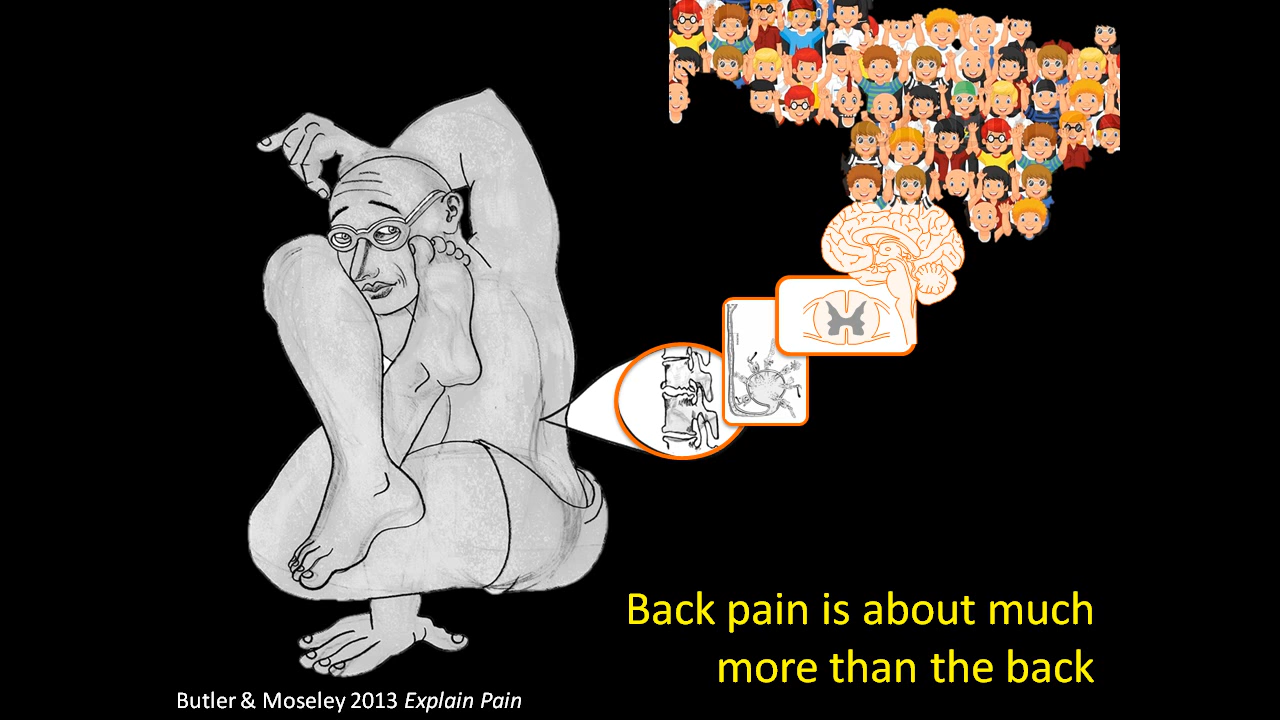 Back pain is about much
more than the back
Butler & Moseley 2013 Explain Pain